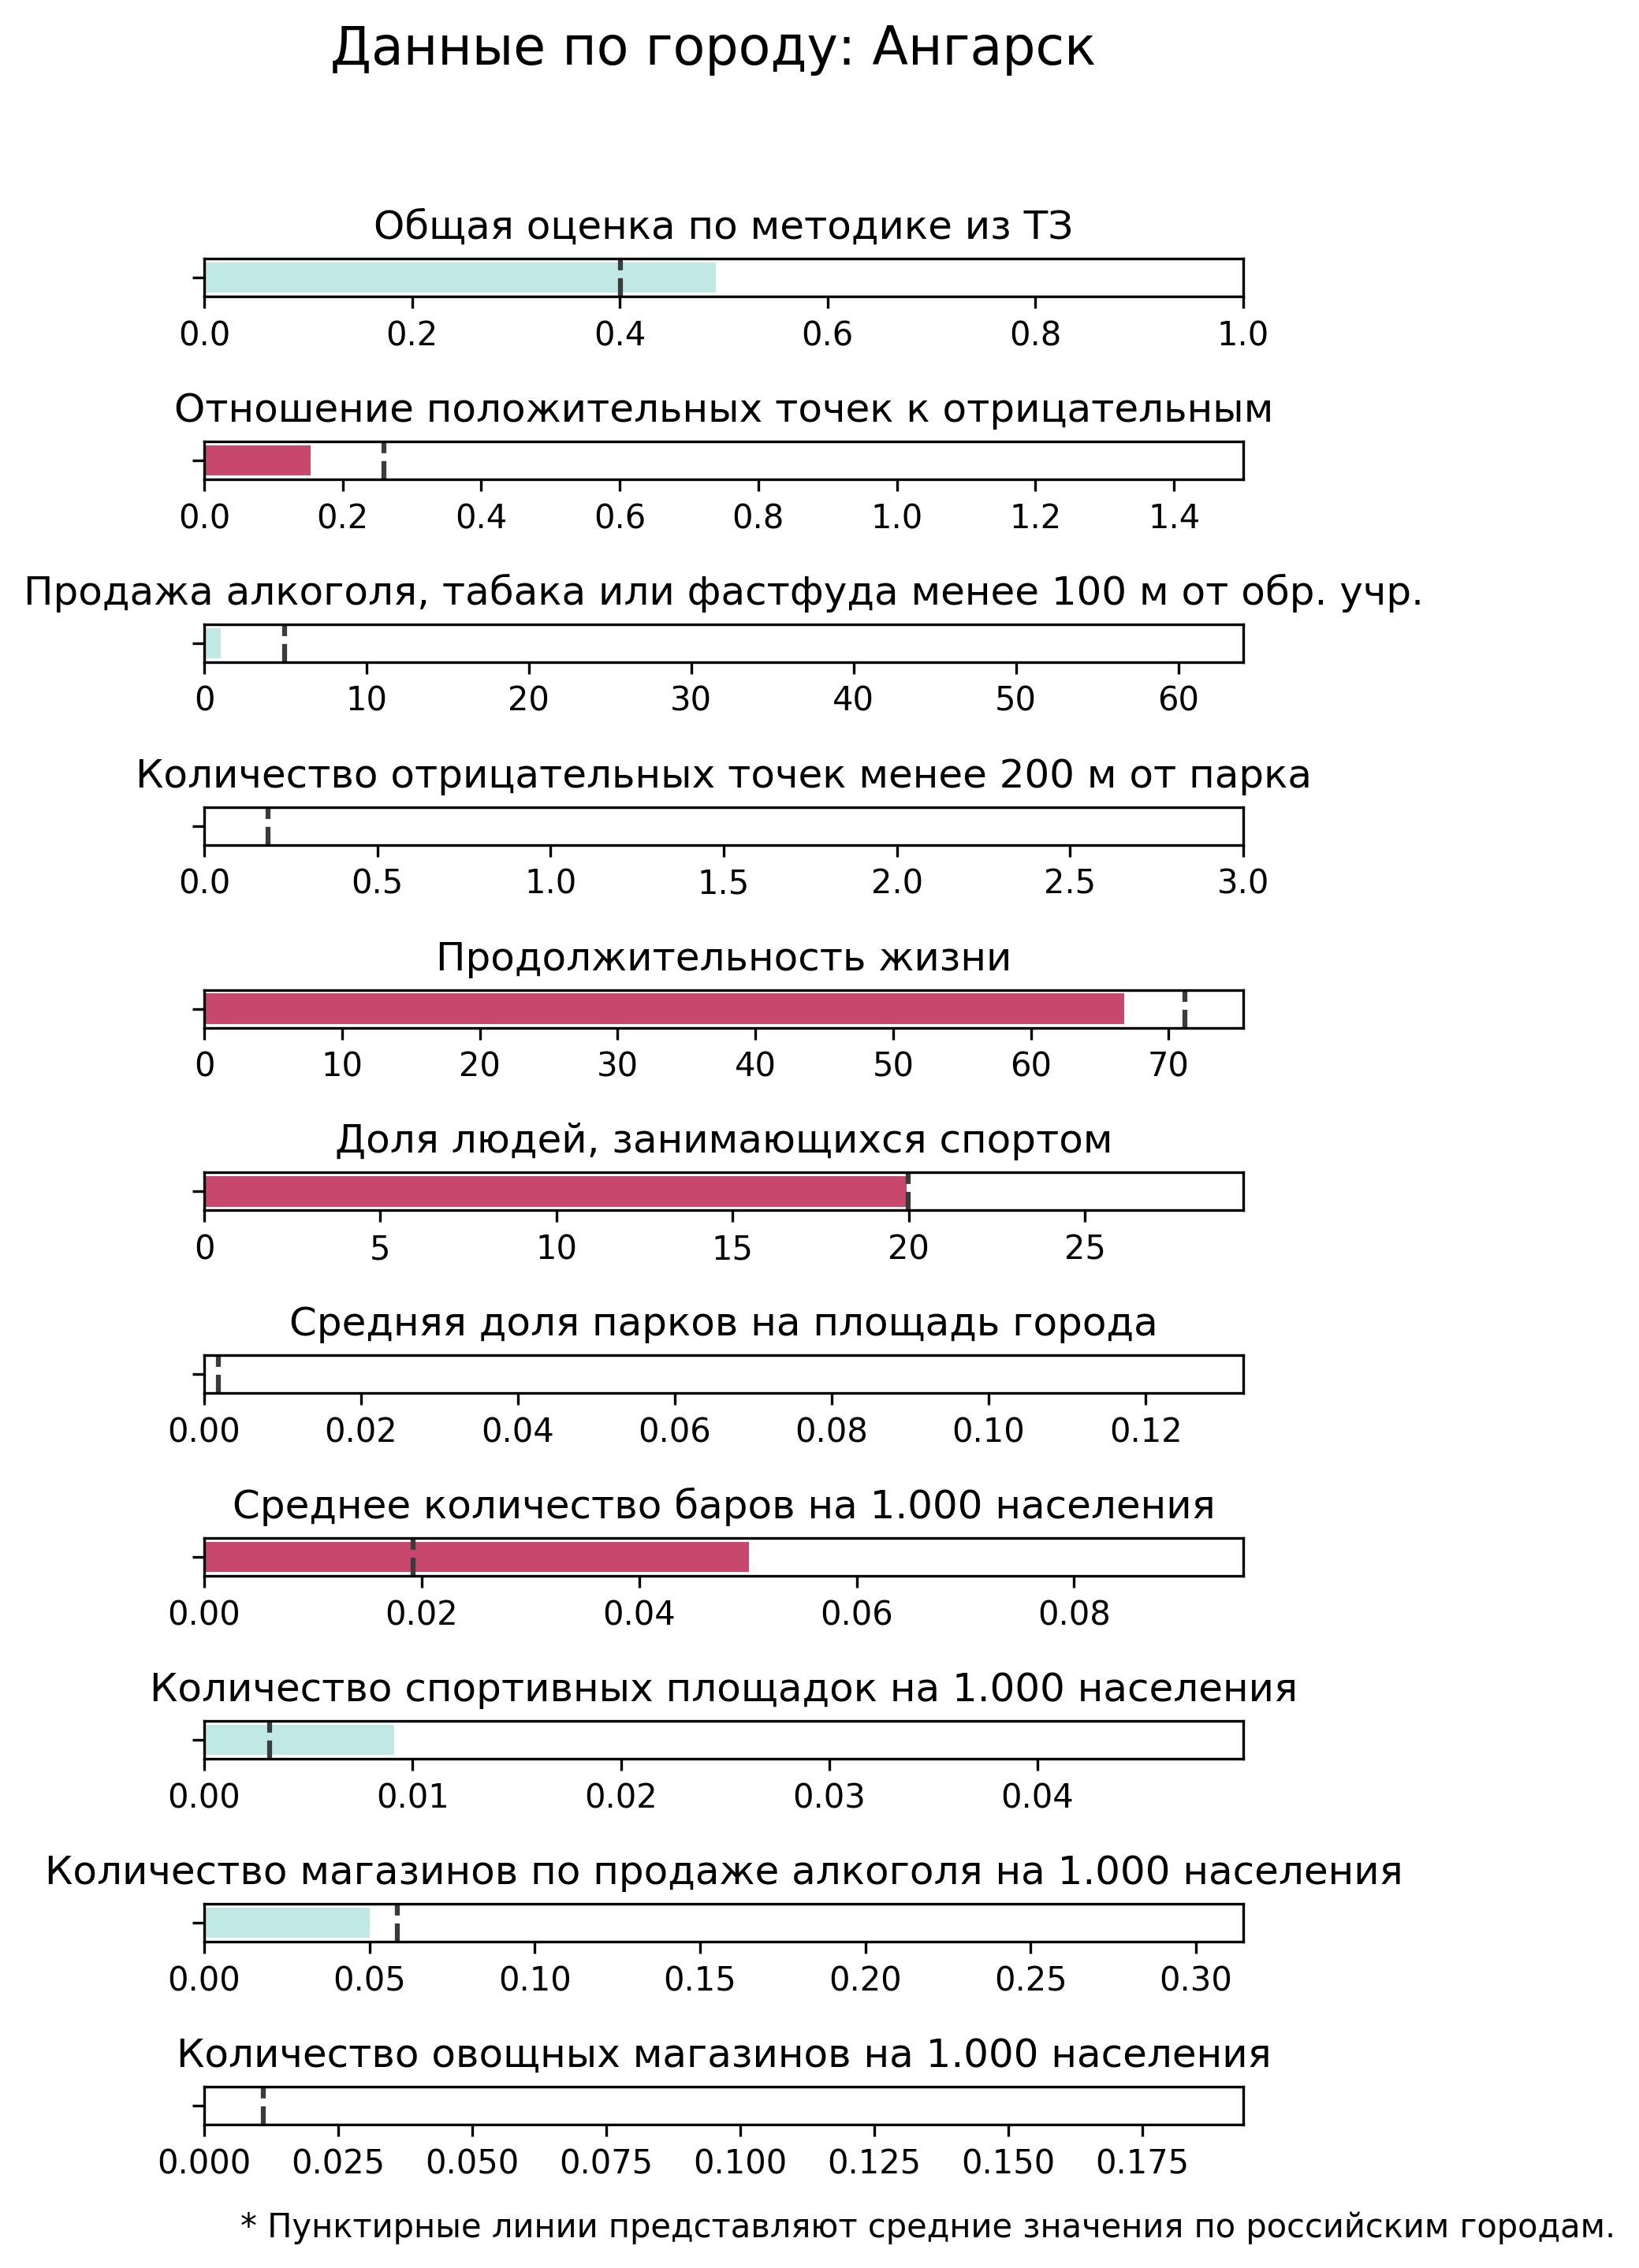 Данные по городу: Ангарск
Общая оценка по методике из ТЗ
0.0 0.2 0.4 0.6 0.8 1.0
Отношение положительных точек к отрицательным
0.0 0.2 0.4 0.6 0.8 1.0 1.2 1.4
Продажа алкоголя, табака или фастфуда менее 100 м от обр. учр.
0 10 20 30 40 50 60
Количество отрицательных точек менее 200 м от парка
0.0 0.5 1.0 1.5 2.0 2.5 3.0
Продолжительность жизни
0 10 20 30 40 50 60 70
Доля людей, занимающихся спортом
0 5 10 15 20 25
Средняя доля парков на площадь города
0.00 0.02 0.04 0.06 0.08 0.10 0.12
Среднее количество баров на 1.000 населения
0.00 0.02 0.04 0.06 0.08
Количество спортивных площадок на 1.000 населения
0.00 0.01 0.02 0.03 0.04
Количество магазинов по продаже алкоголя на 1.000 населения
0.00 0.05 0.10 0.15 0.20 0.25 0.30
Количество овощных магазинов на 1.000 населения
0.000 0.025 0.050 0.075 0.100 0.125 0.150 0.175
* Пунктирные линии представляют средние значения по российским городам.